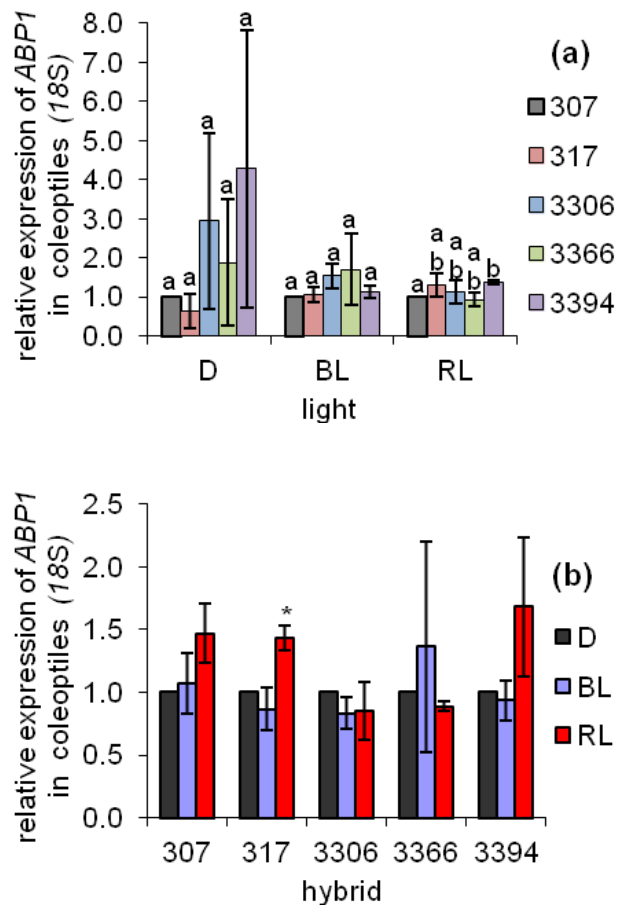 relative expression of ABP1
in coleoptiles (18S)
8.0
7.0
6.0
5.0
4.0
3.0
2.0
1.0
0.0
a a a a a
a a a a a
a a b a b a b b
D BL RL
light
(a)
307
317
3306
3366
3394
relative expression of ABP1
in coleoptiles (18S)
2.5
2.0
1.5
1.0
0.5
0.0
*
307 317 3306 3366 3394
hybrid
(b)
D
BL
RL